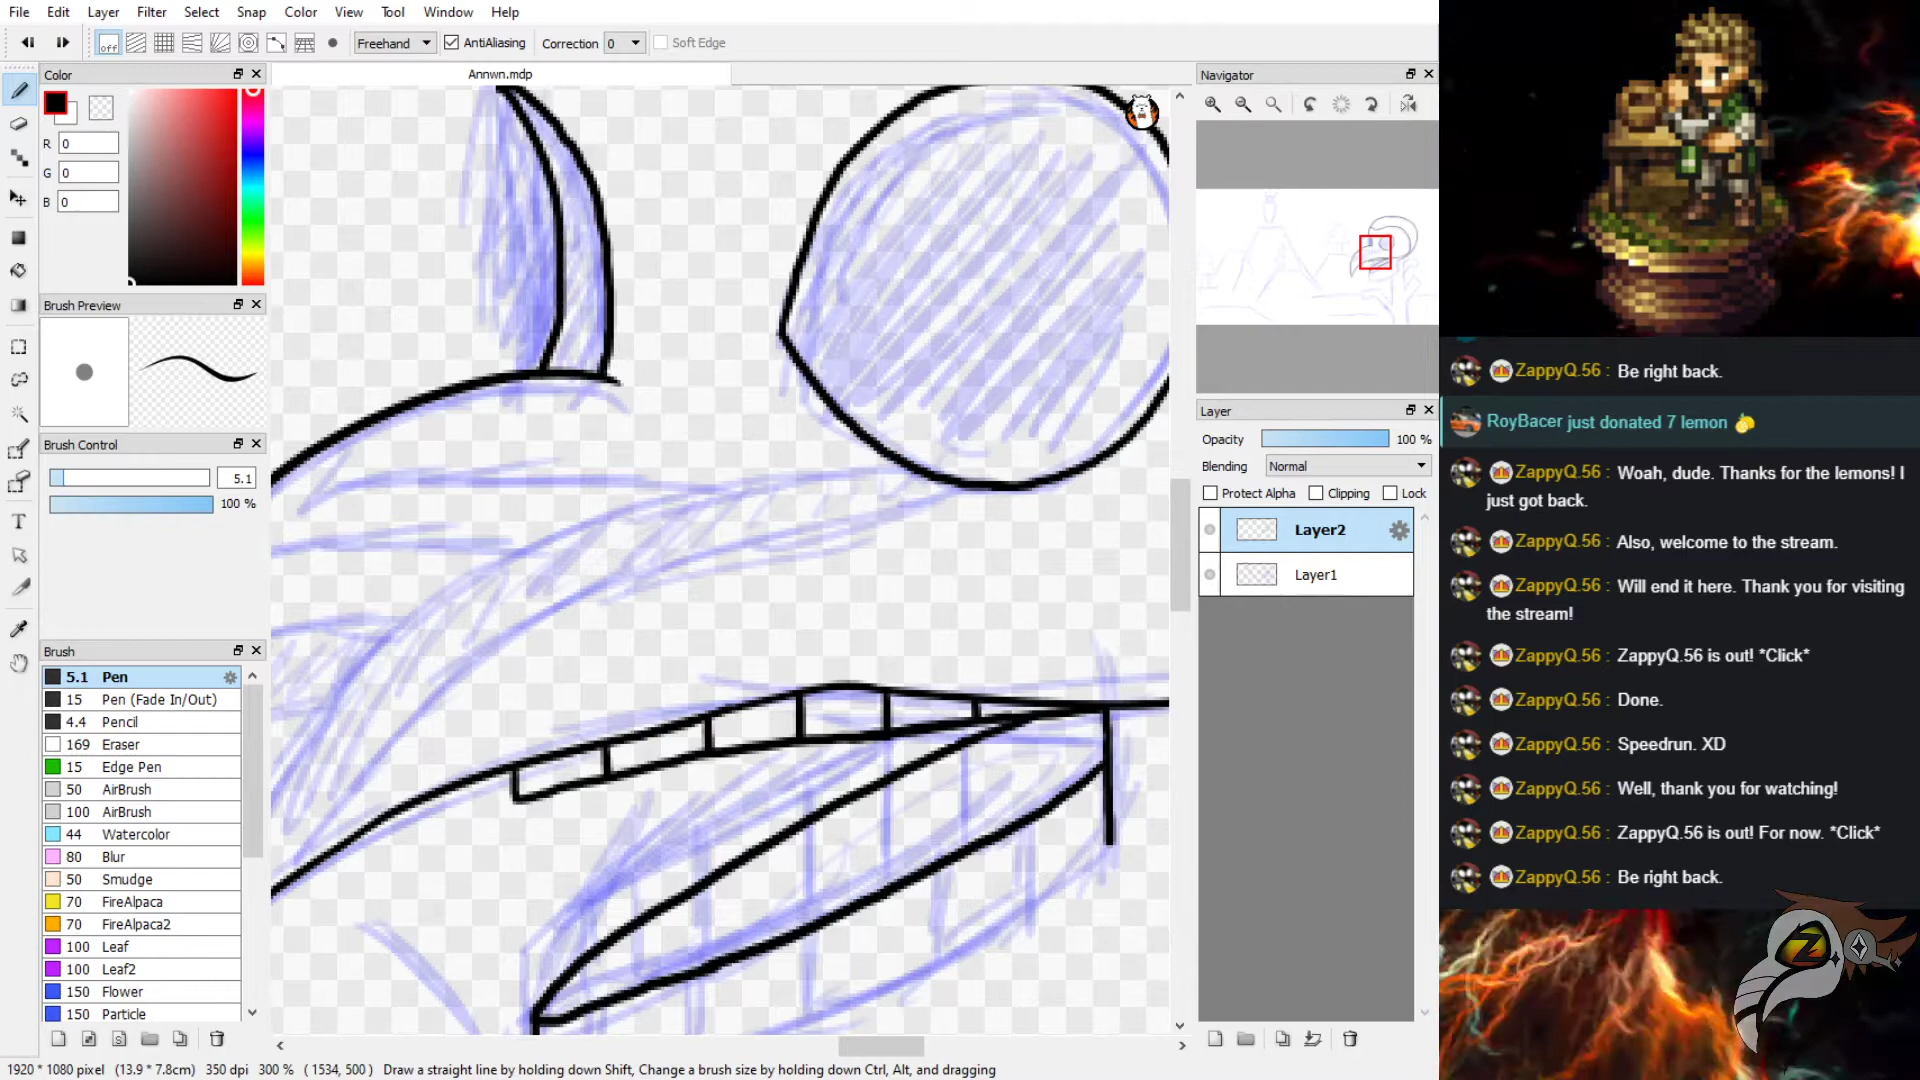 File Edit Layer Filter Select Snap Color View Tool Window Help
off Freehand AntiAliasing Correction 0 Soft Edge
Color
Annwn.mdp
Navigator
R 0
G 0
B 0
Brush Preview
Brush Control
5.1
100 %
Brush
5.1 Pen
15 Pen (Fade In/Out)
4.4 Pencil
169 Eraser
15 Edge Pen
50 AirBrush
100 AirBrush
44 Watercolor
80 Blur
50 Smudge
70 FireAlpaca
70 FireAlpaca2
100 Leaf
100 Leaf2
150 Flower
150 Particle
Layer
Opacity 100 %
Blending Normal
Protect Alpha Clipping Lock
Layer2
Layer1
ZappyQ.56 : Be right back.
RoyBacer just donated 7 lemon
ZappyQ.56 : Woah, dude. Thanks for the lemons! I
just got back.
ZappyQ.56 : Also, welcome to the stream.
ZappyQ.56 : Will end it here. Thank you for visiting
the stream!
ZappyQ.56 : ZappyQ.56 is out! *Click*
ZappyQ.56 : Done.
ZappyQ.56 : Speedrun. XD
ZappyQ.56 : Well, thank you for watching!
ZappyQ.56 : ZappyQ.56 is out! For now. *Click*
ZappyQ.56 : Be right back.
Z
1920 * 1080 pixel (13.9 * 7.8cm) 350 dpi 300 % ( 1534, 500 ) Draw a straight line by holding down Shift, Change a brush size by holding down Ctrl, Alt, and dragging